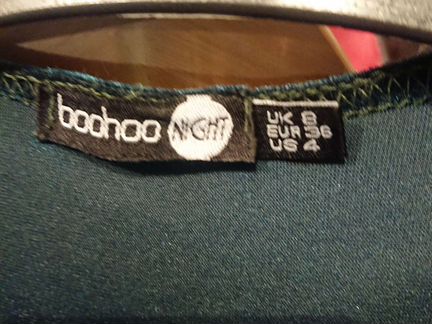 boohoo NIGHT
UK 8
EUR 36
US 4